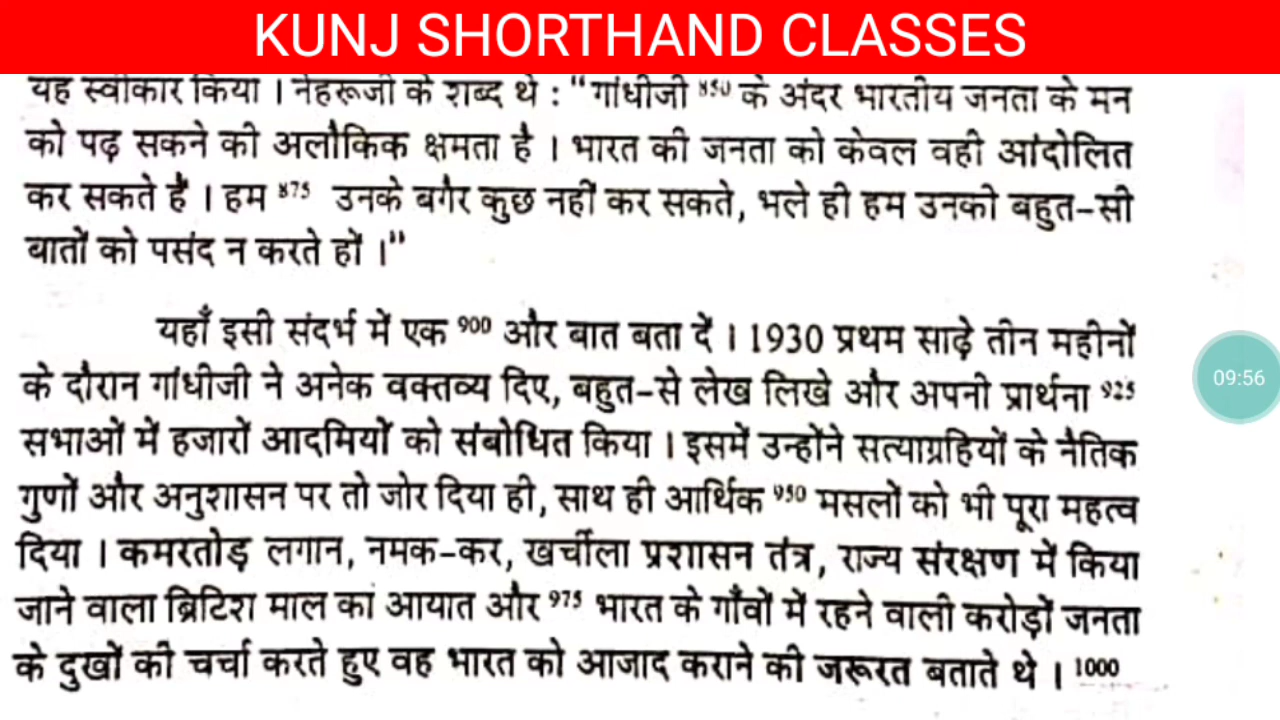 KUNJ SHORTHAND CLASSES
यह स्वीकार किया । नेहरूजी के शब्द थे : "गांधीजी ⁸⁵⁰ के अंदर भारतीय जनता के मन
को पढ़ सकने की अलौकिक क्षमता है । भारत की जनता को केवल वही आंदोलित
कर सकते हैं । हम ⁸⁷⁵ उनके बगैर कुछ नहीं कर सकते, भले ही हम उनकी बहुत-सी
बातों को पसंद न करते हों ।"
यहाँ इसी संदर्भ में एक ⁹⁰⁰ और बात बता दें । 1930 प्रथम साढ़े तीन महीनों
के दौरान गांधीजी ने अनेक वक्तव्य दिए, बहुत-से लेख लिखे और अपनी प्रार्थना ⁹²⁵
09:56
सभाओं में हजारों आदमियों को संबोधित किया । इसमें उन्होंने सत्याग्रहियों के नैतिक
गुणों और अनुशासन पर तो जोर दिया ही, साथ ही आर्थिक ⁹⁵⁰ मसलों को भी पूरा महत्व
दिया । कमरतोड़ लगान, नमक-कर, खर्चीला प्रशासन तंत्र, राज्य संरक्षण में किया
जाने वाला ब्रिटिश माल का आयात और ⁹⁷⁵ भारत के गाँवों में रहने वाली करोड़ों जनता
के दुखों की चर्चा करते हुए वह भारत को आजाद कराने की जरूरत बताते थे । ¹⁰⁰⁰